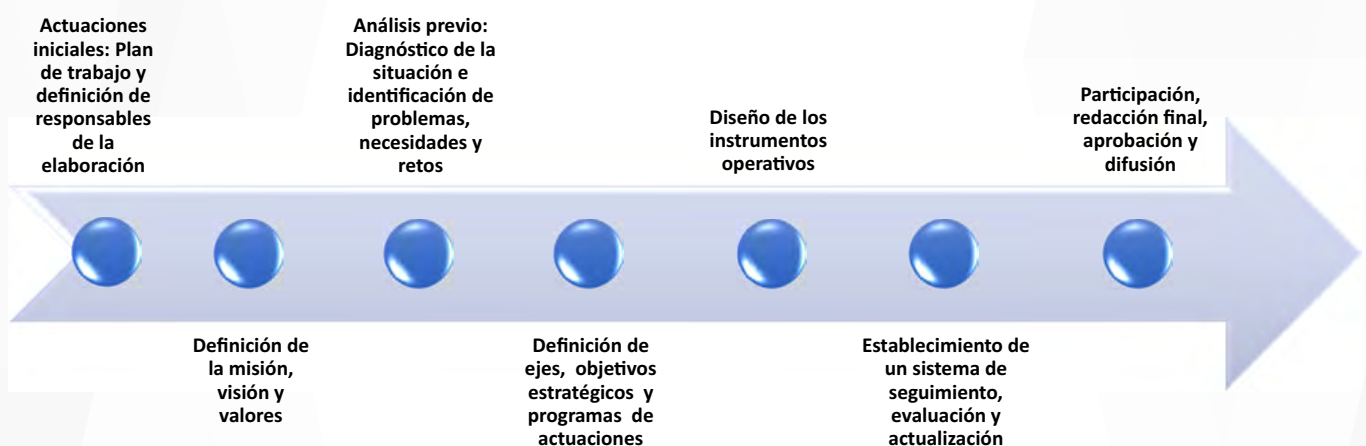 Actuaciones
iniciales: Plan
de trabajo y
definición de
responsables
de la
elaboración
Definición de
la misión,
visión y
valores
Análisis previo:
Diagnóstico de la
situación e
identificación de
problemas,
necesidades y
retos
Definición de
ejes, objetivos
estratégicos y
programas de
actuaciones
Diseño de los
instrumentos
operativos
Establecimiento de
un sistema de
seguimiento,
evaluación y
actualización
Participación,
redacción final,
aprobación y
difusión